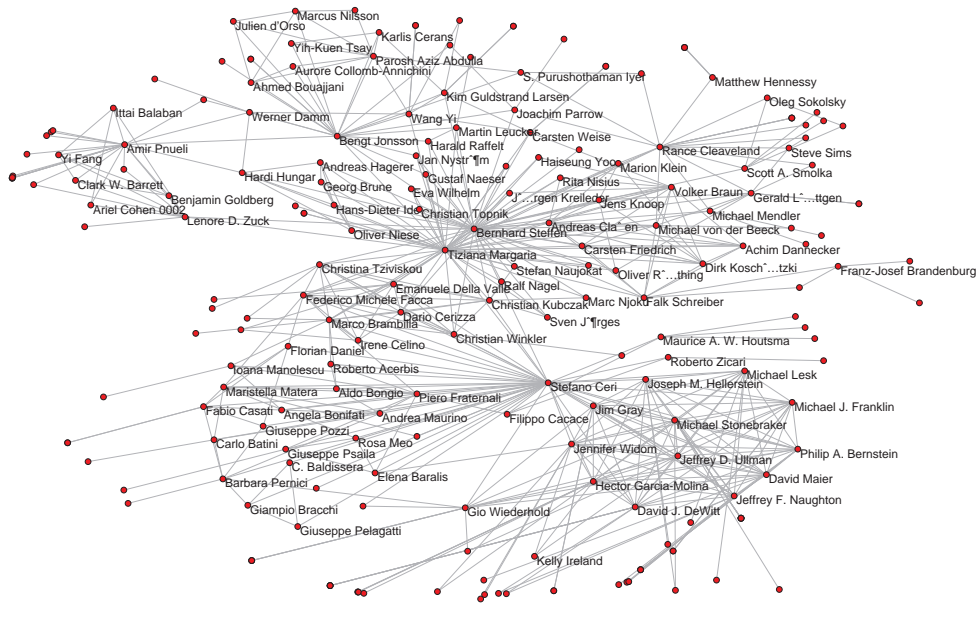 Marcus Nilsson
Julien d'Orso
Karlis Cerans
Yih-Kuen Tsay
Parosh Aziz Abdulla
Aurore Collomb-Annichini
S. Purushothaman Iyer
Ahmed Bouajjani
Matthew Hennessy
Kim Guldstrand Larsen
Oleg Sokolsky
Ittai Balaban
Werner Damm
Wang Yi
Joachim Parrow
Martin Leucker
Carsten Weise
Bengt Jonsson
Harald Raffelt
Amir Pnueli
Rance Cleaveland
Steve Sims
Yi Fang
Jan Nystrˆ¶m
Haiseung Yoo
Andreas Hagerer
Marion Klein
Scott A. Smolka
Hardi Hungar
Gustaf Naeser
Rita Nisius
Clark W. Barrett
Georg Brune
Eva Wilhelm
Volker Braun
Benjamin Goldberg
Jˆ…rgen Kreileder
Gerald Lˆ…ttgen
Ariel Cohen 0002
Hans-Dieter Ide
Christian Topnik
Jens Knoop
Michael Mendler
Lenore D. Zuck
Oliver Niese
Bernhard Steffen
Andreas Claˆ en
Michael von der Beeck
Tiziana Margaria
Carsten Friedrich
Achim Dannecker
Christina Tziviskou
Stefan Naujokat
Oliver Rˆ…thing
Dirk Koschˆ…tzki
Franz-Josef Brandenburg
Emanuele Della Valle
Ralf Nagel
Federico Michele Facca
Christian Kubczak
Marc Njoku
Falk Schreiber
Dario Cerizza
Marco Brambilla
Sven Jˆ¶rges
Irene Celino
Christian Winkler
Maurice A. W. Houtsma
Florian Daniel
Roberto Zicari
Ioana Manolescu
Roberto Acerbis
Michael Lesk
Stefano Ceri
Joseph M. Hellerstein
Maristella Matera
Aldo Bongio
Piero Fraternali
Fabio Casati
Angela Bonifati
Andrea Maurino
Filippo Cacace
Jim Gray
Michael J. Franklin
Giuseppe Pozzi
Michael Stonebraker
Carlo Batini
Rosa Meo
Jennifer Widom
Giuseppe Psaila
Jeffrey D. Ullman
Philip A. Bernstein
C. Baldissera
Barbara Pernici
Elena Baralis
David Maier
Hector Garcia-Molina
Jeffrey F. Naughton
Giampio Bracchi
Gio Wiederhold
David J. DeWitt
Giuseppe Pelagatti
Kelly Ireland